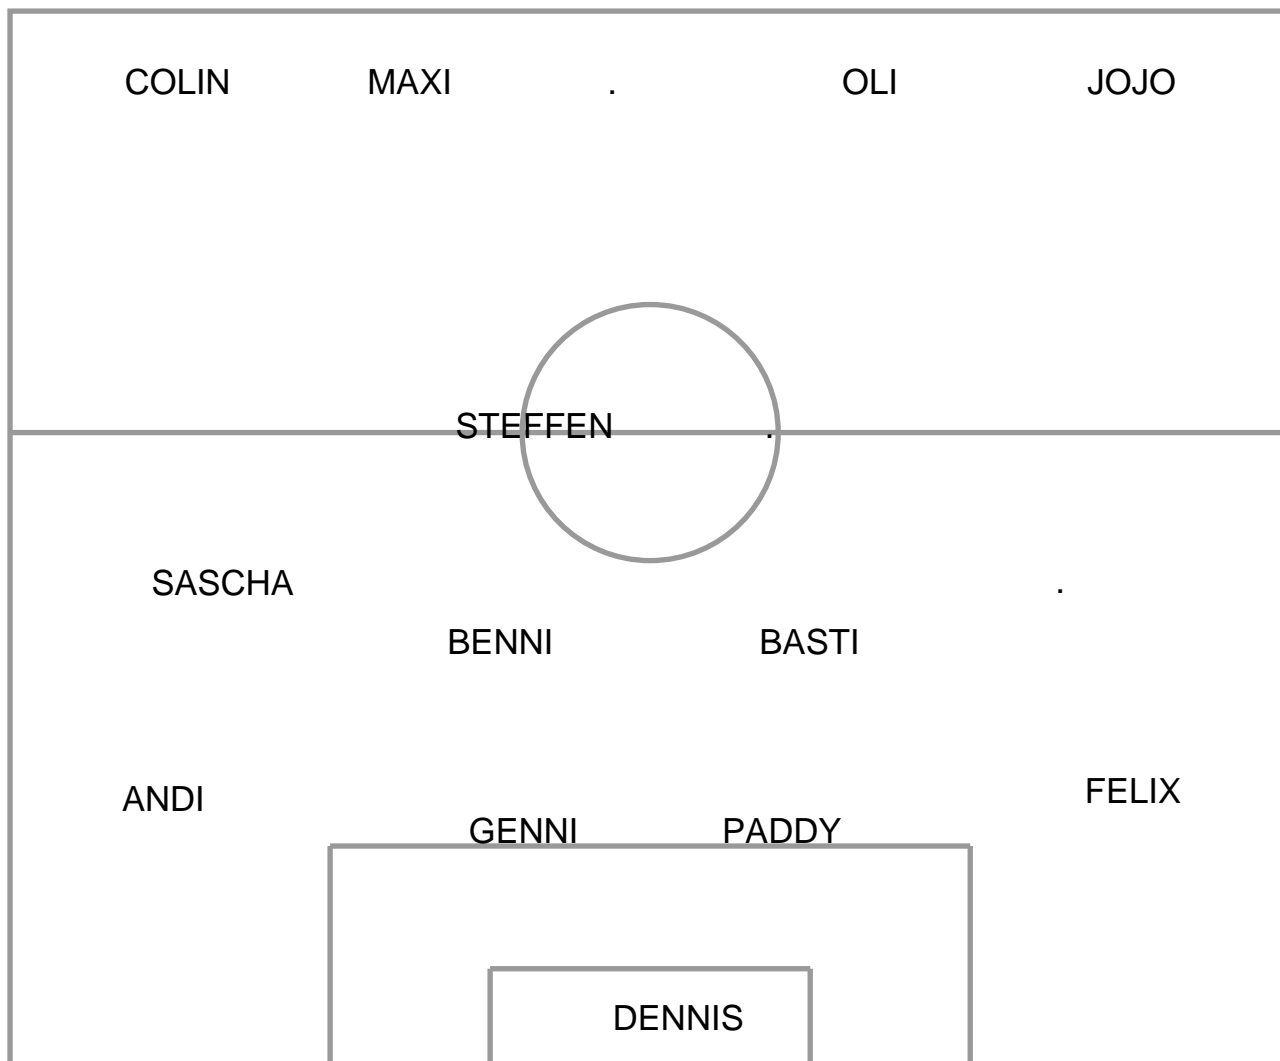 COLIN MAXI . OLI JOJO
STEFFEN .
SASCHA .
BENNI BASTI
ANDI FELIX
GENNI PADDY
DENNIS